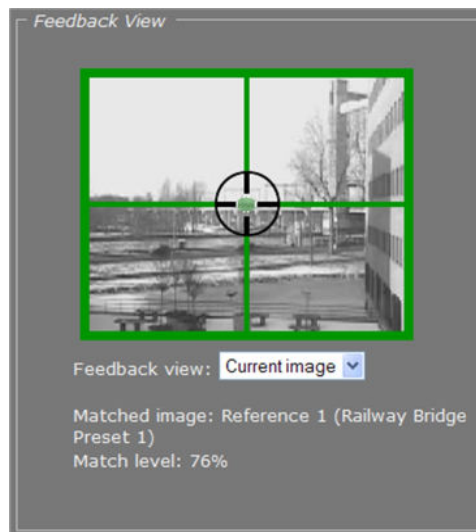 Feedback View
Feedback view: Current image
Matched image: Reference 1 (Railway Bridge
Preset 1)
Match level: 76%